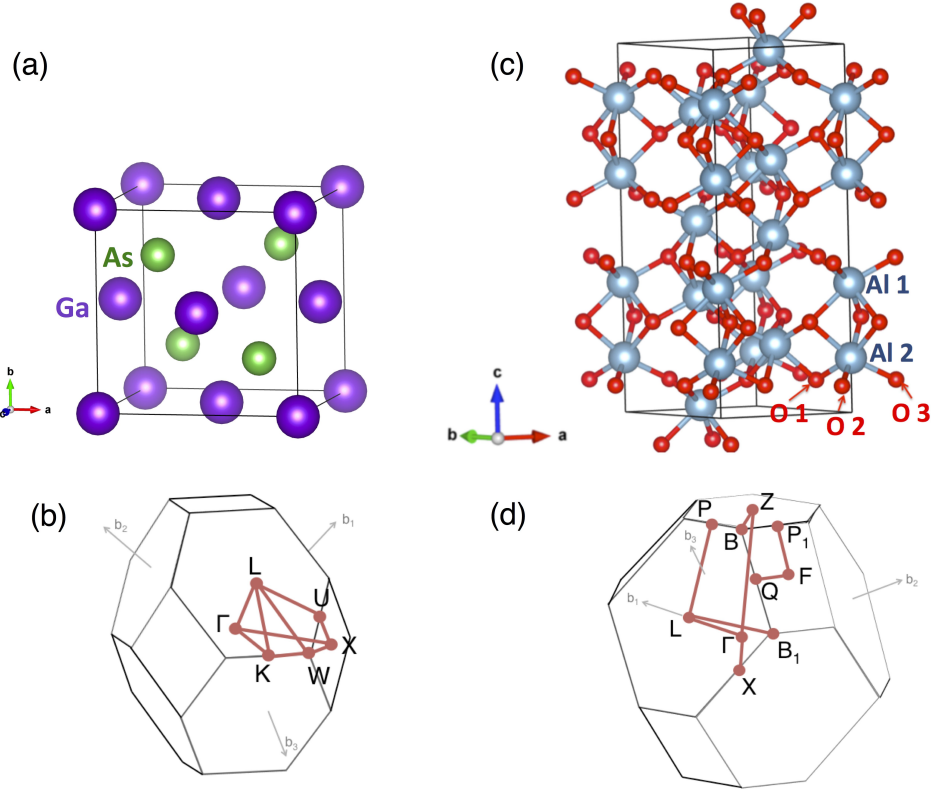 (a)
As
Ga
b
c
a
(c)
Al 1
Al 2
O 1
O 2
O 3
c
b
a
(b)
b₂
b₁
L
U
Γ
X
K
W
b₃
(d)
Z
P
B
P₁
b₃
F
Q
b₂
b₁
L
Γ
B₁
X